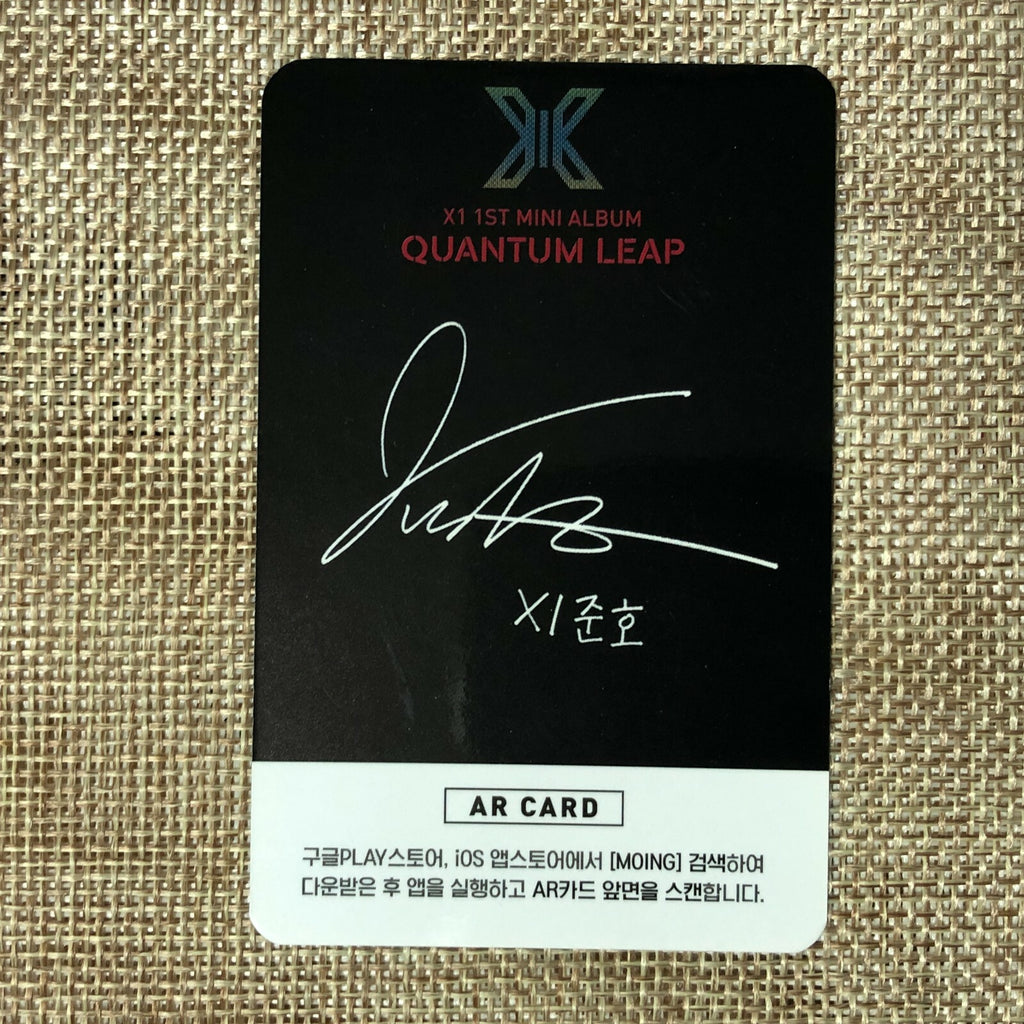 X1 1ST MINI ALBUM
QUANTUM LEAP
X1 준호
AR CARD
구글PLAY스토어, iOS 앱스토어에서 [MOING] 검색하여
다운받은 후 앱을 실행하고 AR카드 앞면을 스캔합니다.